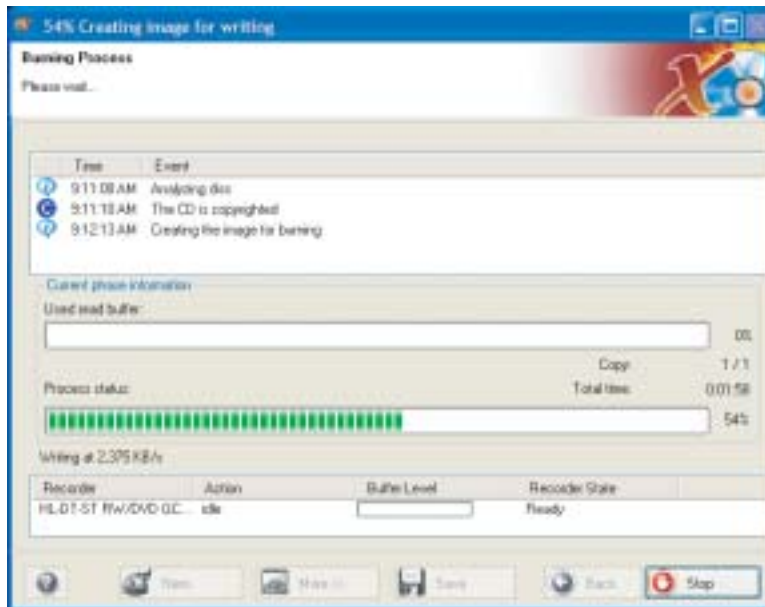 54% Creating image for writing
Burning Process
Please wait...
Time Event
9:11:08 AM Analyzing disc
9:11:10 AM The CD is copyrighted
9:12:13 AM Creating the image for burning
Current phase information
Used read buffer:
0%
Copy: 1 / 1
Process status: Total time: 0:01:58
54%
Writing at 2,375 KB/s
Recorder Action Buffer Level Recorder State
HL-DT-ST RW/DVD GC... idle Ready
Save Back Stop